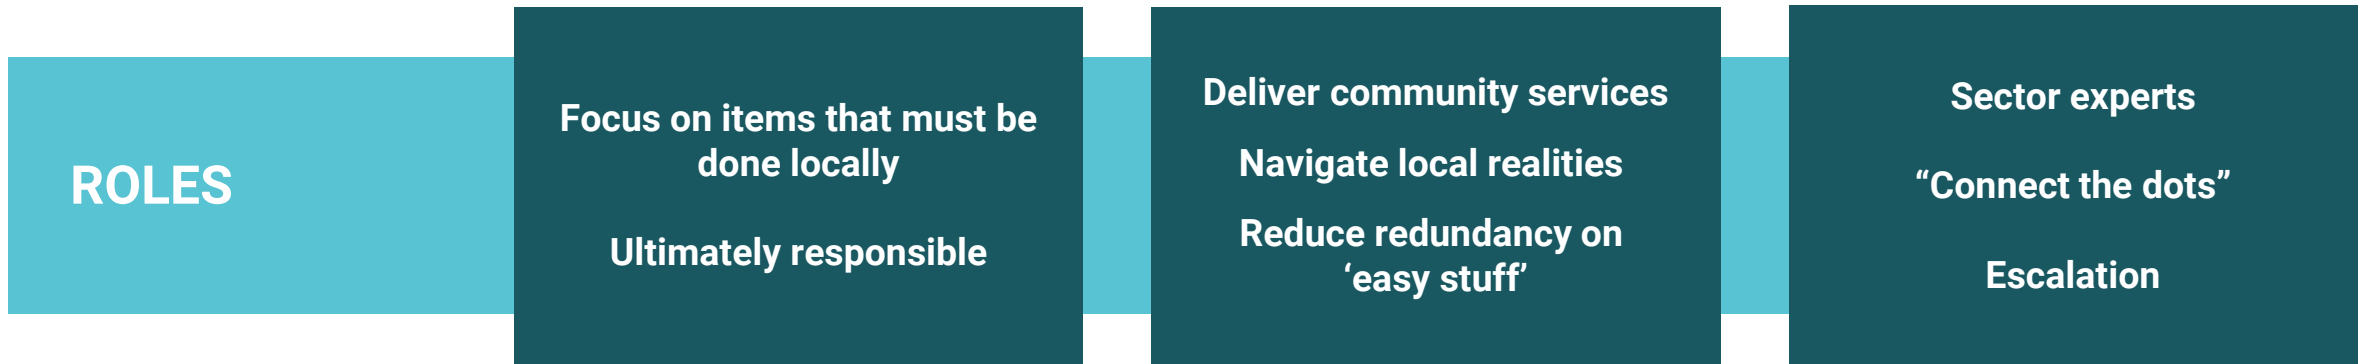 ROLES
Focus on items that must be
done locally
Ultimately responsible
Deliver community services
Navigate local realities
Reduce redundancy on
‘easy stuff’
Sector experts
“Connect the dots”
Escalation